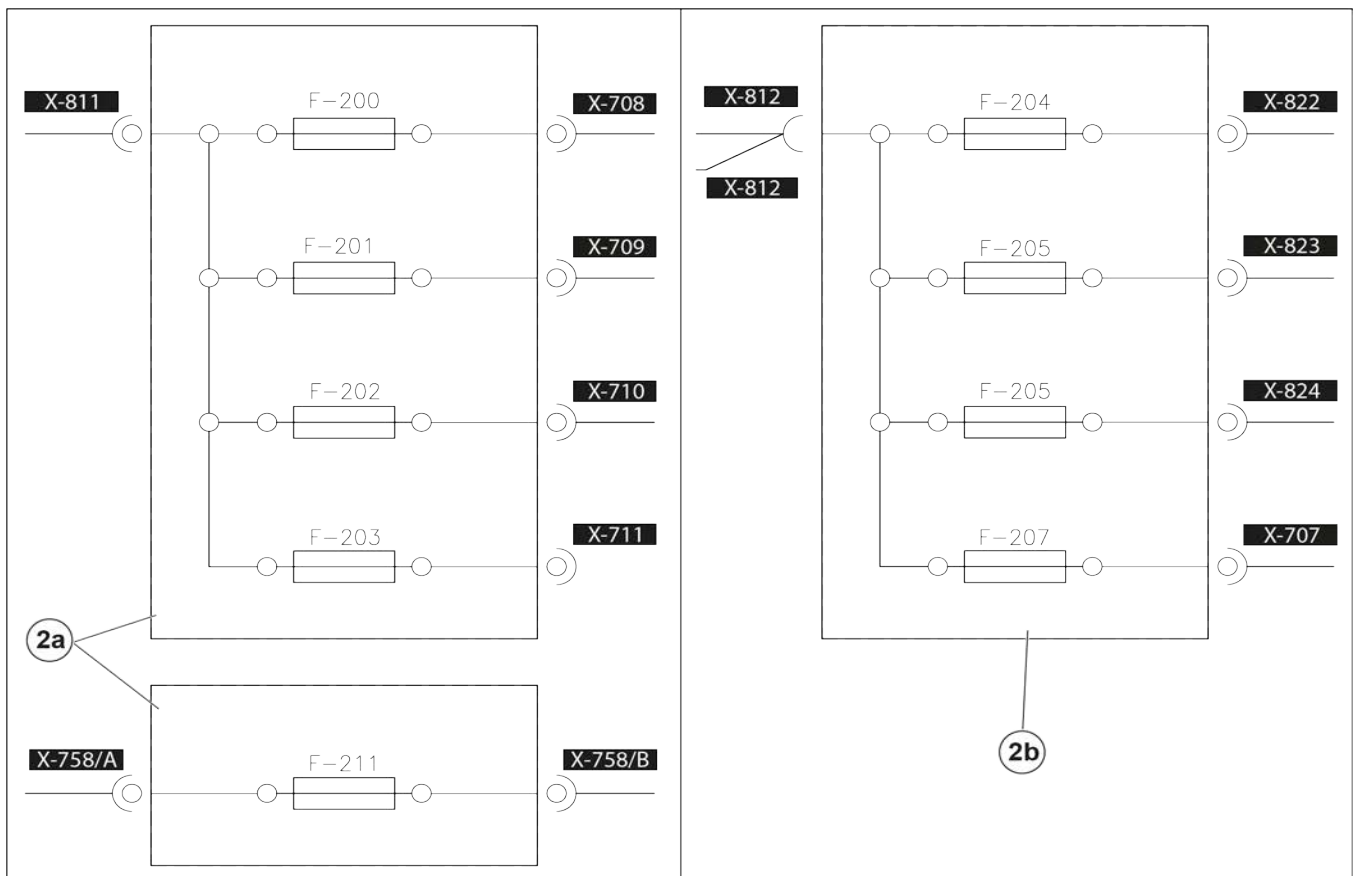 X-811
F-200
X-708
F-201
X-709
F-202
X-710
F-203
X-711
2a
X-758/A
F-211
X-758/B
X-812
X-812
F-204
X-822
F-205
X-823
F-205
X-824
F-207
X-707
2b